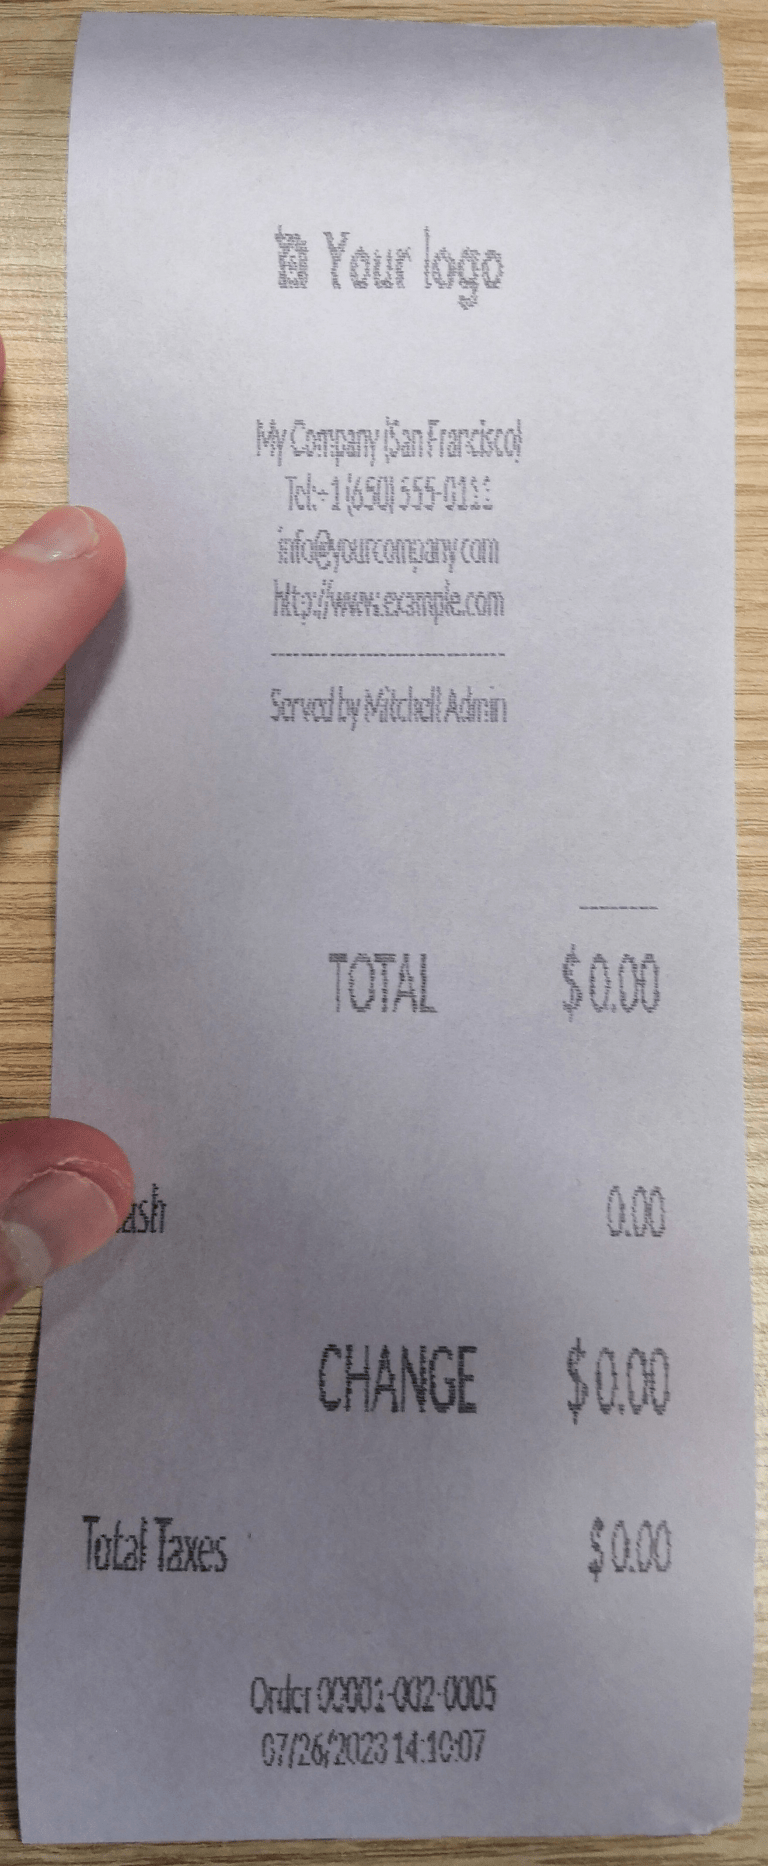 Your logo
My Company (San Francisco)
Tel:+1 (650) 555-0111
info@yourcompany.com
http://www.example.com
--------------------------------
Served by Mitchell Admin
--------
TOTAL $ 0.00
ash 0.00
CHANGE $ 0.00
Total Taxes $ 0.00
Order 00001-002-0005
07/26/2023 14:10:07